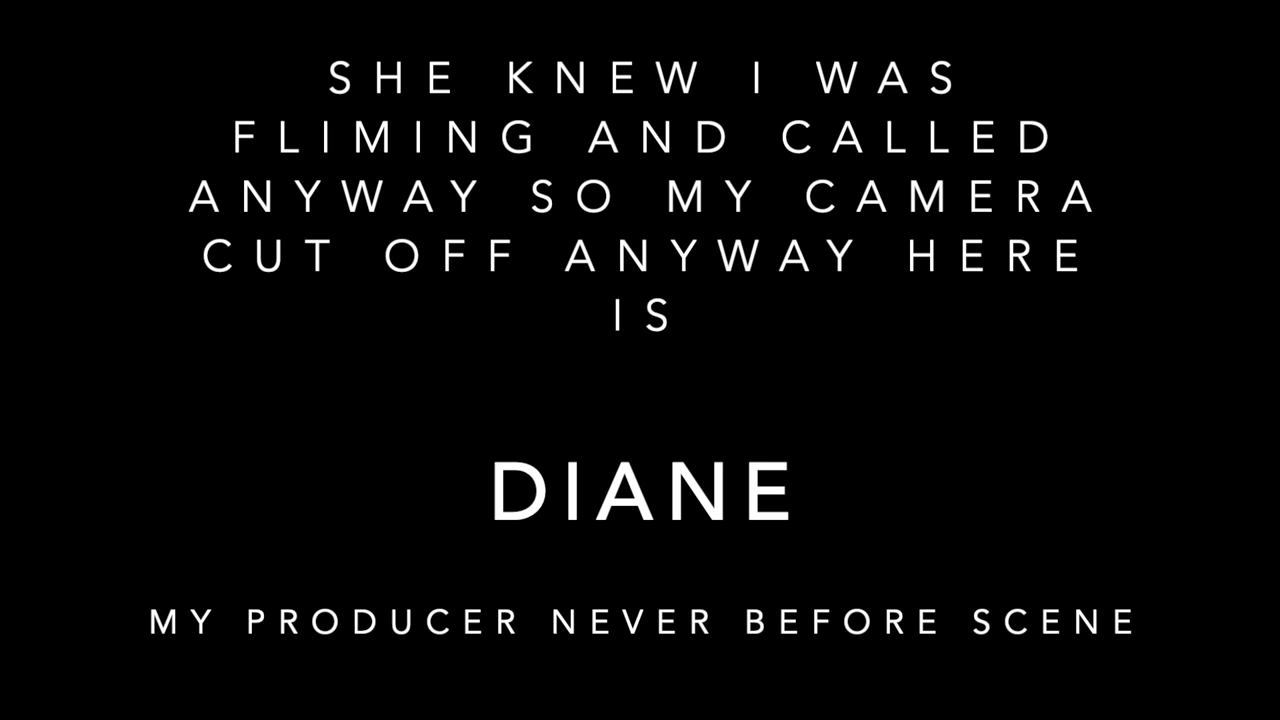 SHE KNEW I WAS
FLIMING AND CALLED
ANYWAY SO MY CAMERA
CUT OFF ANYWAY HERE
IS
DIANE
MY PRODUCER NEVER BEFORE SCENE